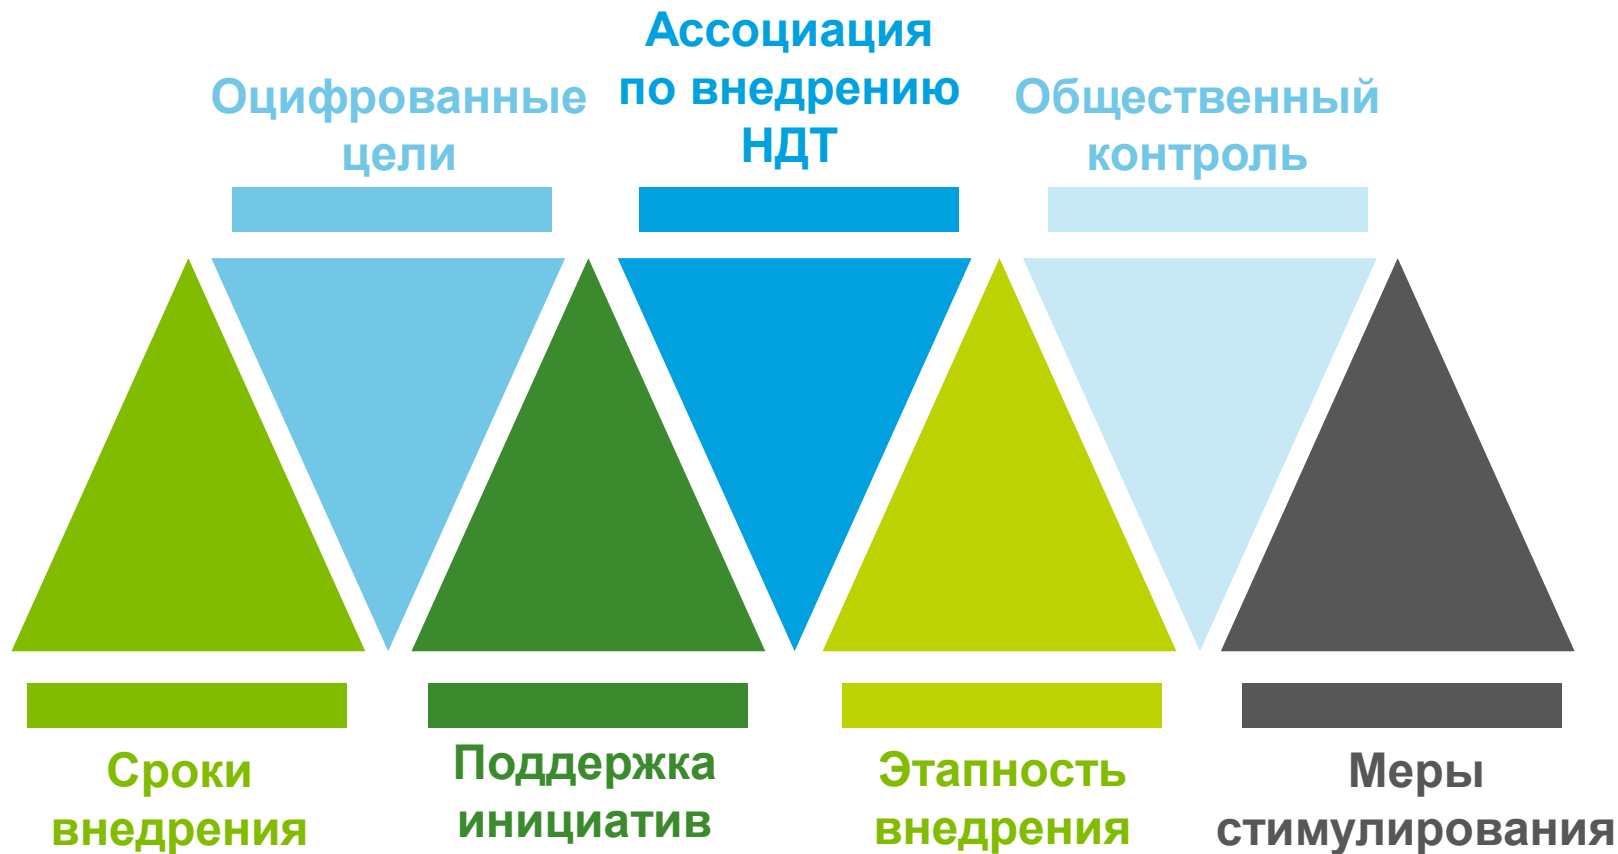 Оцифрованные
цели
Ассоциация
по внедрению
НДТ
Общественный
контроль
Сроки
внедрения
Поддержка
инициатив
Этапность
внедрения
Меры
стимулирования